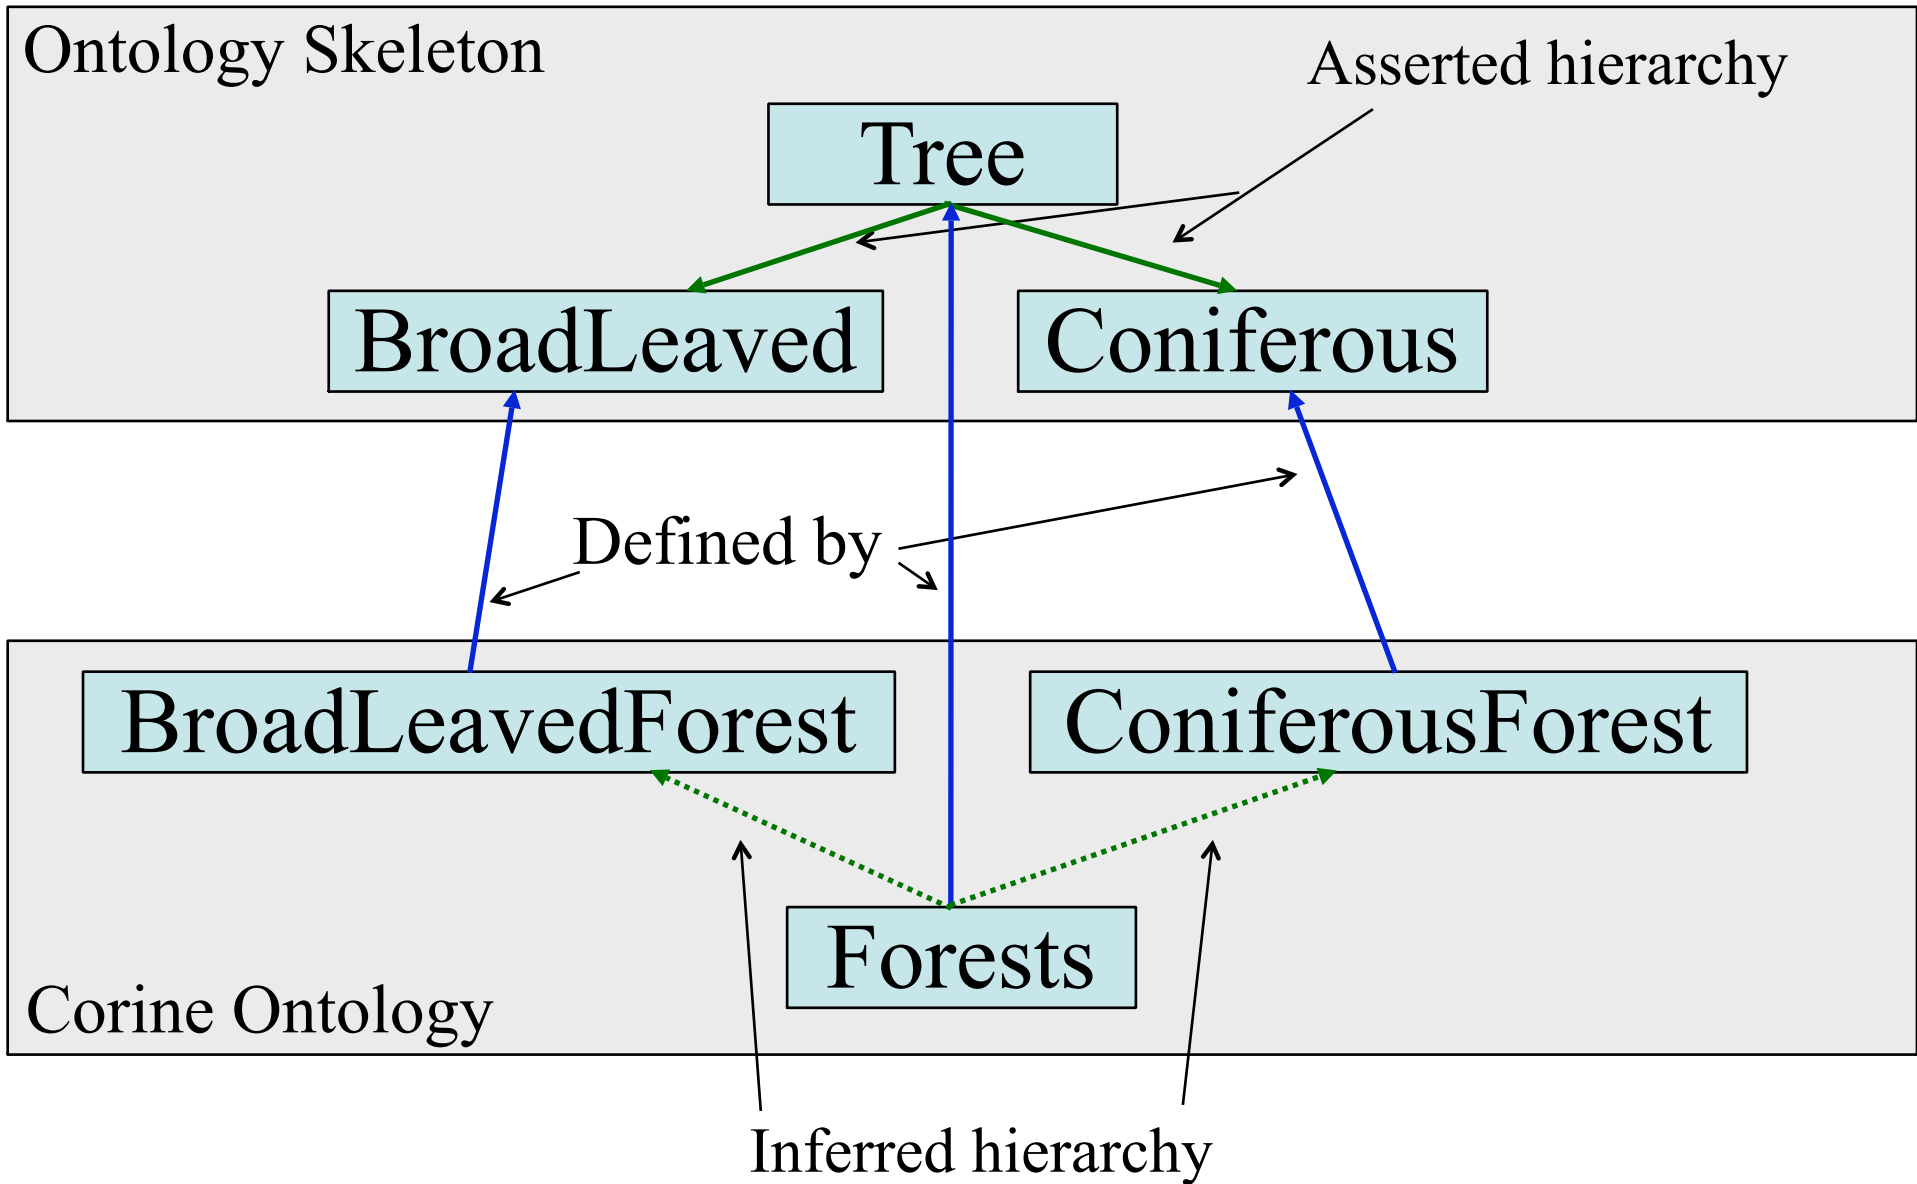 Ontology Skeleton
Asserted hierarchy
Tree
BroadLeaved
Coniferous
Defined by
BroadLeavedForest
ConiferousForest
Forests
Corine Ontology
Inferred hierarchy